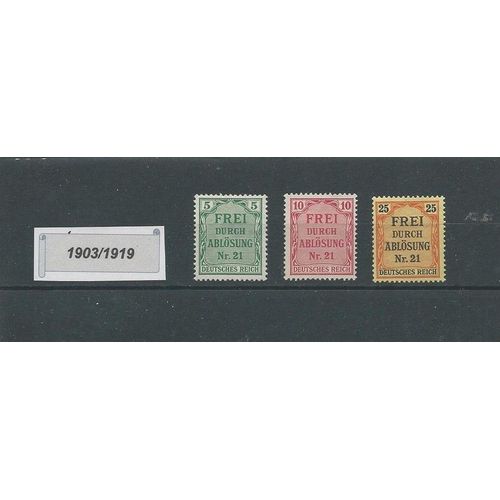 1903/1919
5 5
FREI
DURCH
ABLÖSUNG
Nr. 21
DEUTSCHES REICH
10 10
FREI
DURCH
ABLÖSUNG
Nr. 21
DEUTSCHES REICH
25 25
FREI
DURCH
ABLÖSUNG
Nr. 21
DEUTSCHES REICH